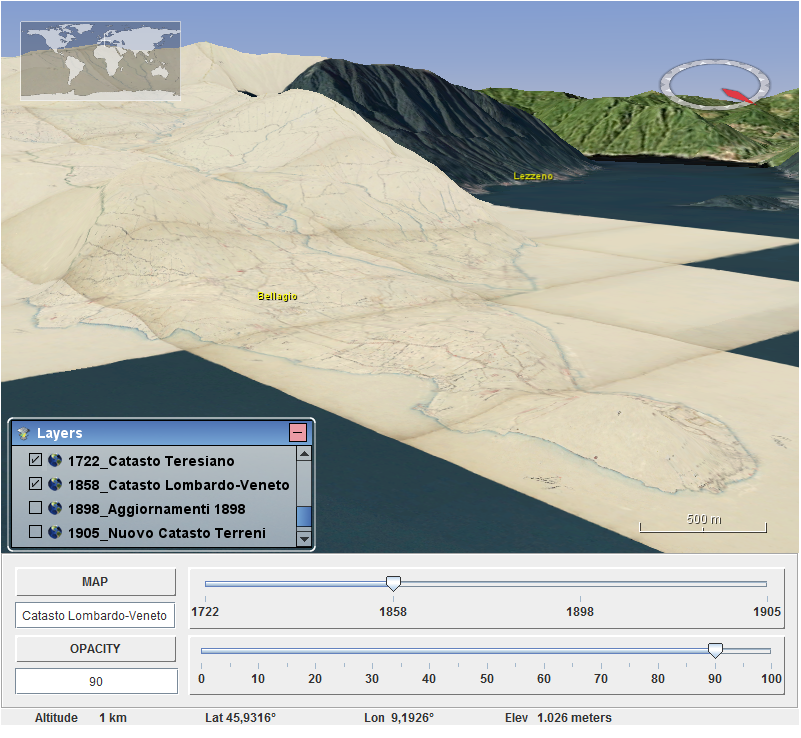 Lezzeno
Bellagio
Layers
1722_Catasto Teresiano
1858_Catasto Lombardo-Veneto
1898_Aggiornamenti 1898
1905_Nuovo Catasto Terreni
500 m
MAP
Catasto Lombardo-Veneto
1722 1858 1898 1905
OPACITY
90
0 10 20 30 40 50 60 70 80 90 100
Altitude 1 km Lat 45,9316° Lon 9,1926° Elev 1.026 meters